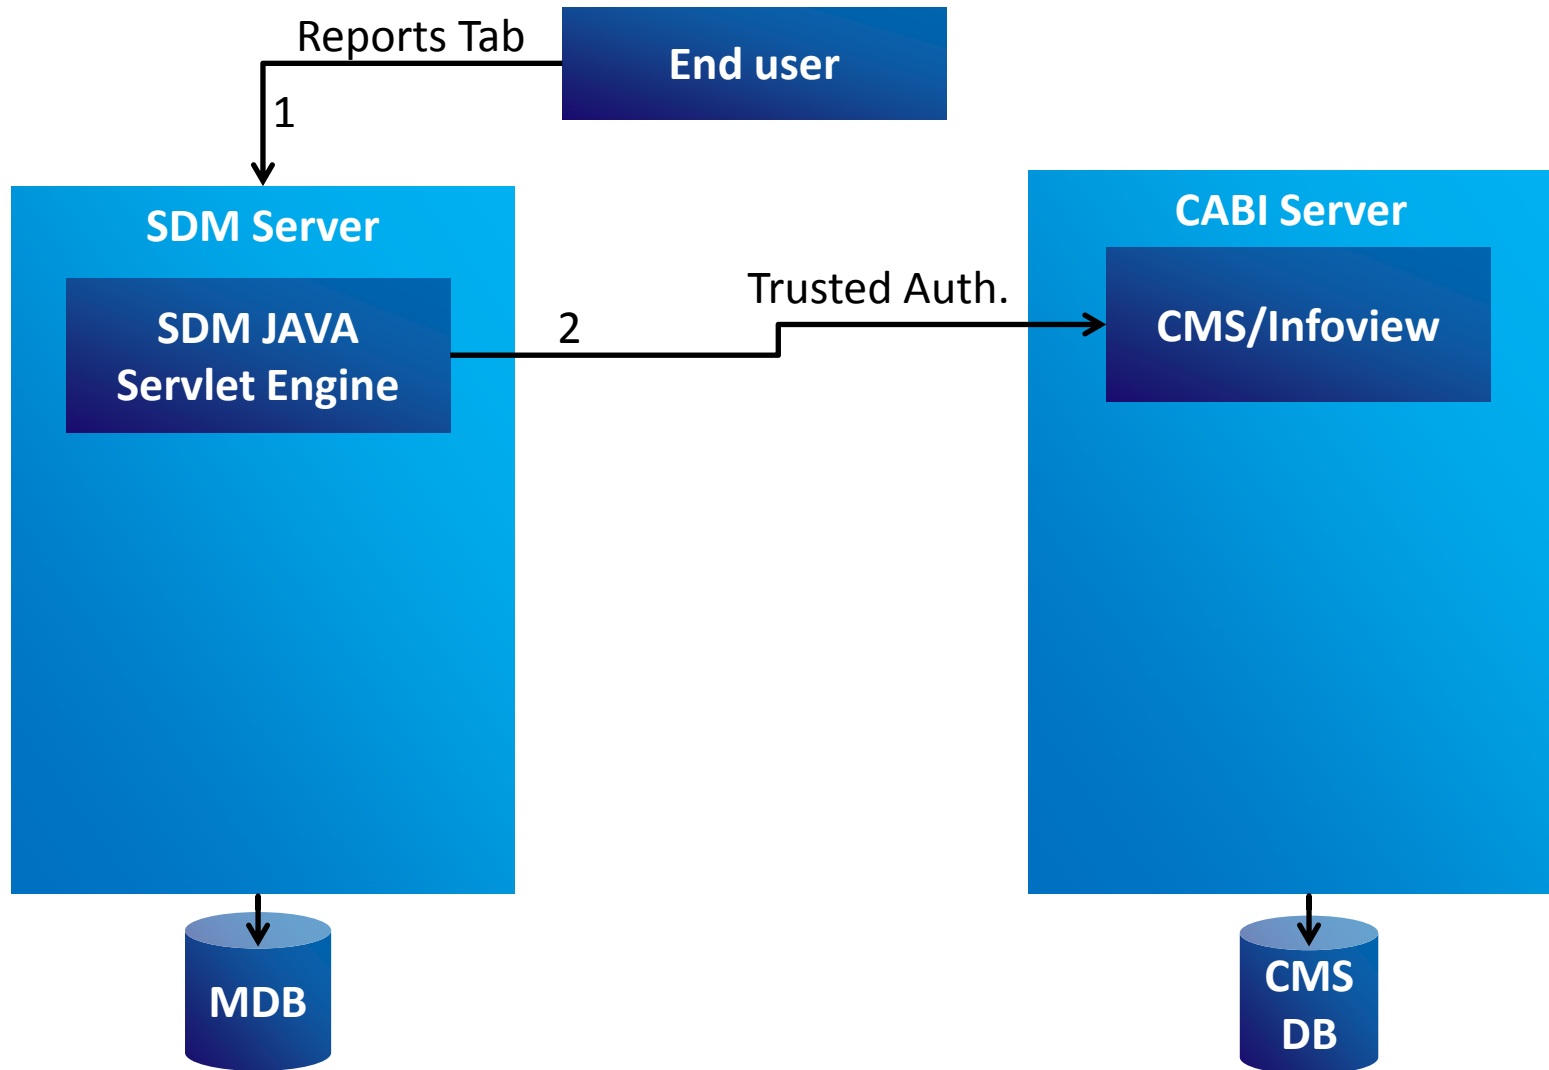 Reports Tab
End user
1
SDM Server
CABI Server
SDM JAVA
Servlet Engine
2
Trusted Auth.
CMS/Infoview
MDB
CMS
DB